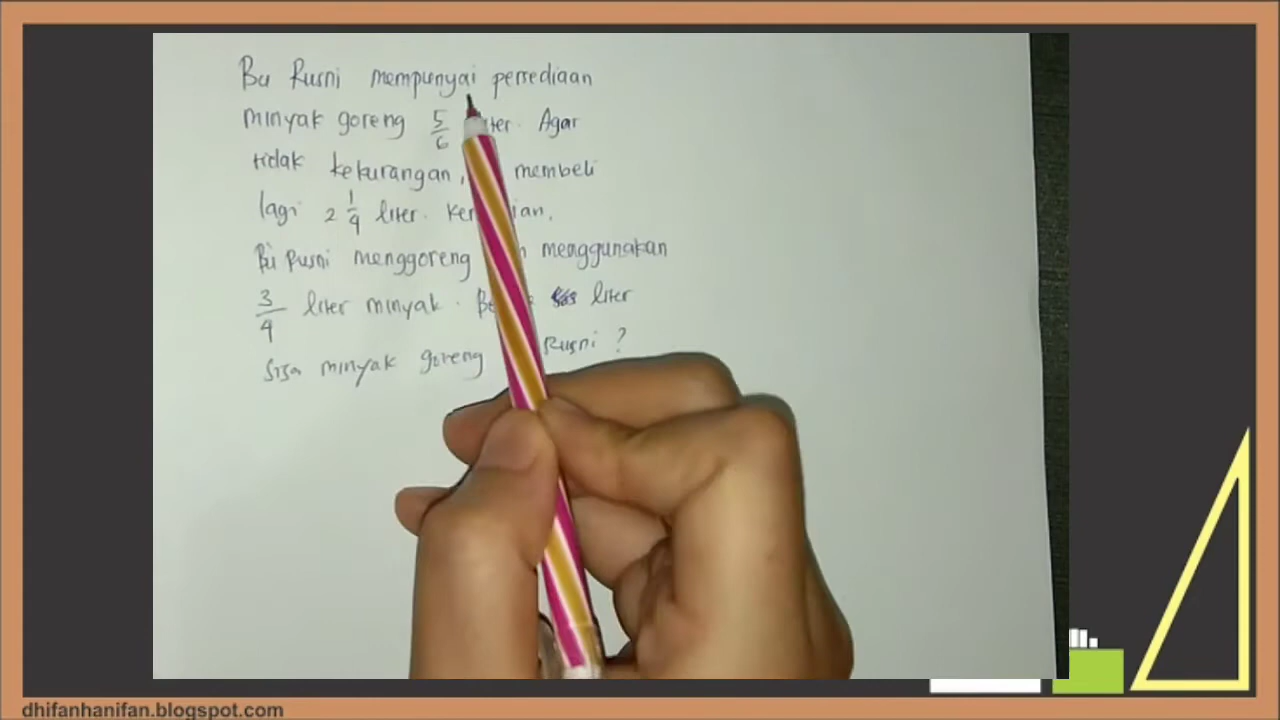 Bu Rusni mempunyai persediaan
minyak goreng 5/6 liter. Agar
tidak kekurangan, membeli
lagi 2 1/4 liter.
Bu Rusni menggoreng menggunakan
3/4 liter minyak. liter
sisa minyak goreng Rusni ?
dhifanhanifan.blogspot.com